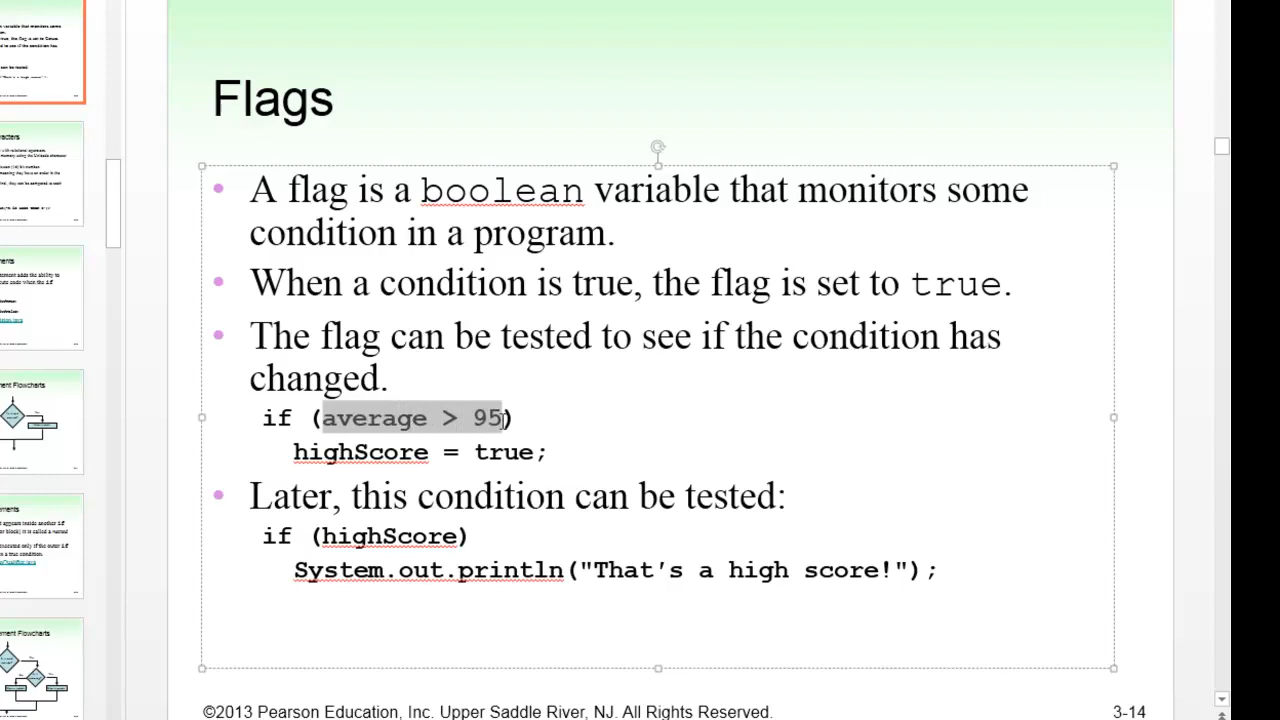 Flags
• A flag is a boolean variable that monitors some
condition in a program.
• When a condition is true, the flag is set to true.
• The flag can be tested to see if the condition has
changed.
if (average > 95)
highScore = true;
• Later, this condition can be tested:
if (highScore)
System.out.println("That′s a high score!");
©2013 Pearson Education, Inc. Upper Saddle River, NJ. All Rights Reserved.
3-14